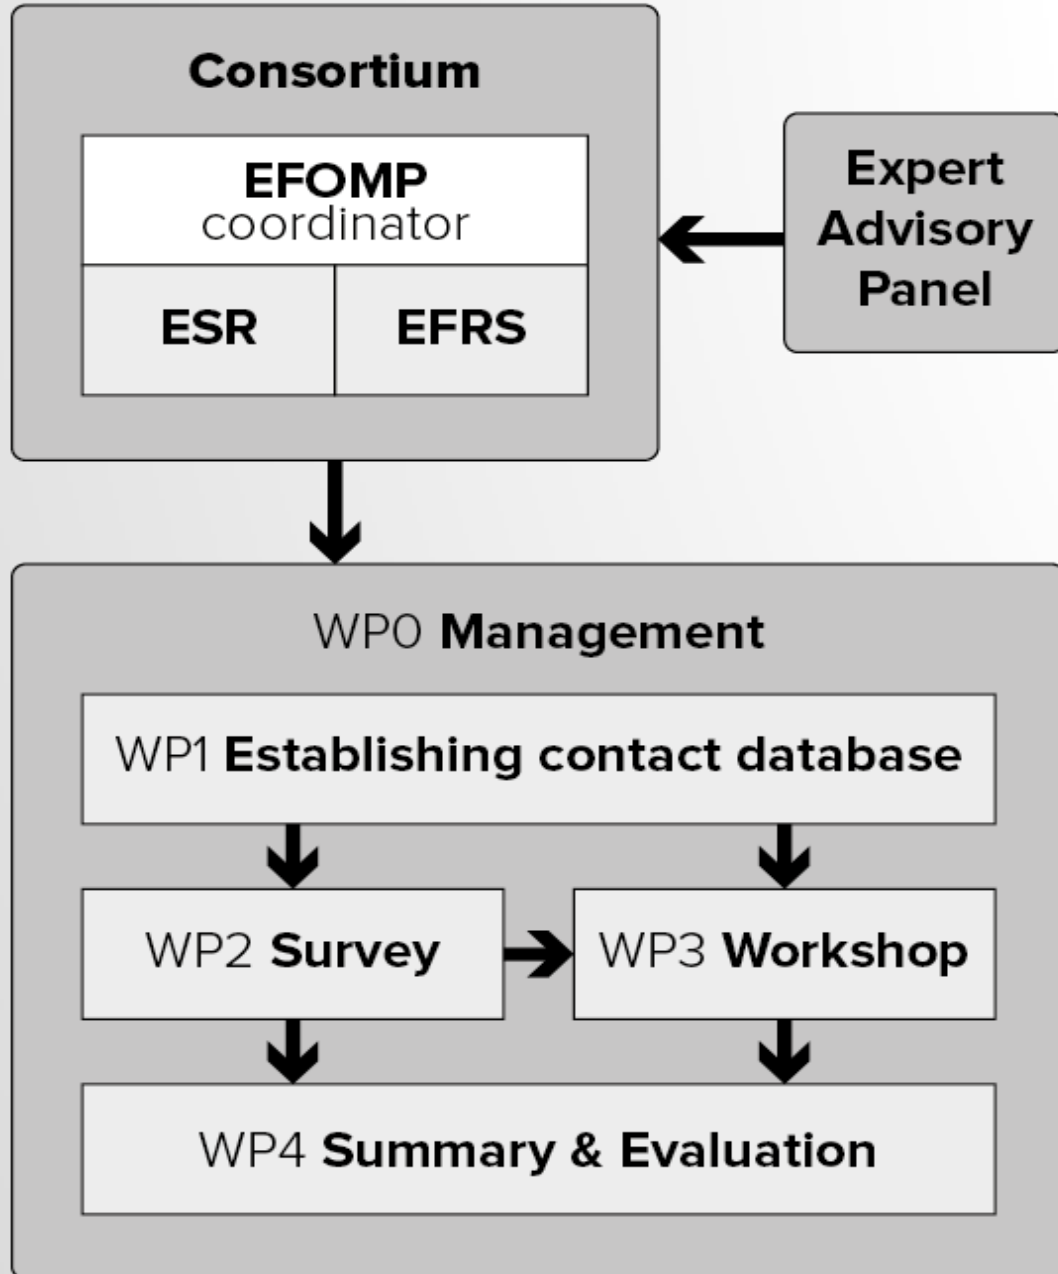 Consortium
EFOMP
coordinator
ESR
EFRS
Expert
Advisory
Panel
WP0 Management
WP1 Establishing contact database
WP2 Survey
WP3 Workshop
WP4 Summary & Evaluation